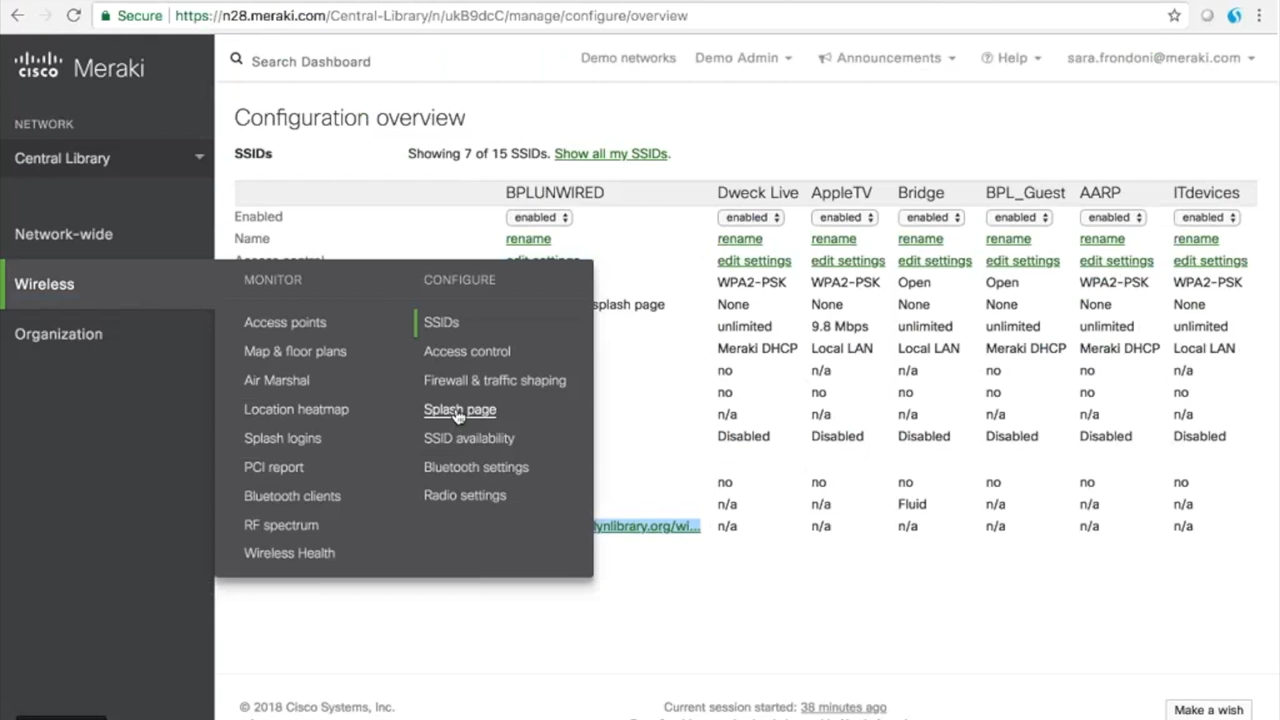 Secure
https://n28.meraki.com/Central-Library/n/ukB9dcC/manage/configure/overview
CISCO Meraki
Search Dashboard
Demo networks
Demo Admin
Announcements
Help
sara.frondoni@meraki.com
NETWORK
Central Library
Network-wide
Wireless
Organization
Configuration overview
SSIDs Showing 7 of 15 SSIDs. Show all my SSIDs.
BPLUNWIRED Dweck Live AppleTV Bridge BPL_Guest AARP ITdevices
Enabled enabled enabled enabled enabled enabled enabled enabled
Name rename rename rename rename rename rename rename
Access control edit settings edit settings edit settings edit settings edit settings edit settings edit settings
WPA2-PSK WPA2-PSK Open Open WPA2-PSK WPA2-PSK
splash page None None None None None None
unlimited 9.8 Mbps unlimited unlimited unlimited unlimited
Meraki DHCP Local LAN Local LAN Meraki DHCP Meraki DHCP Local LAN
no n/a n/a no no n/a
no no no no no no
n/a n/a n/a n/a n/a n/a
Disabled Disabled Disabled Disabled Disabled Disabled
no no no no no no
n/a n/a Fluid n/a n/a n/a
lynlibrary.org/wi... n/a n/a n/a n/a n/a n/a
MONITOR
Access points
Map & floor plans
Air Marshal
Location heatmap
Splash logins
PCI report
Bluetooth clients
RF spectrum
Wireless Health
CONFIGURE
SSIDs
Access control
Firewall & traffic shaping
Splash page
SSID availability
Bluetooth settings
Radio settings
© 2018 Cisco Systems, Inc.
Current session started: 38 minutes ago
Make a wish